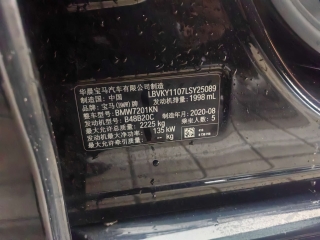 华晨宝马汽车有限公司制造
制造国：中国 LBVKY1107LSY25089
品牌：宝马(BMW)牌 发动机排量：1998 mL
整车型号：BMW7201KN
发动机型号：B48B20C 制造年月：2020-08
最大允许总质量：2225 kg 乘坐人数：5
发动机最大净功率：135 kW
最大允许牵引质量：-- kg